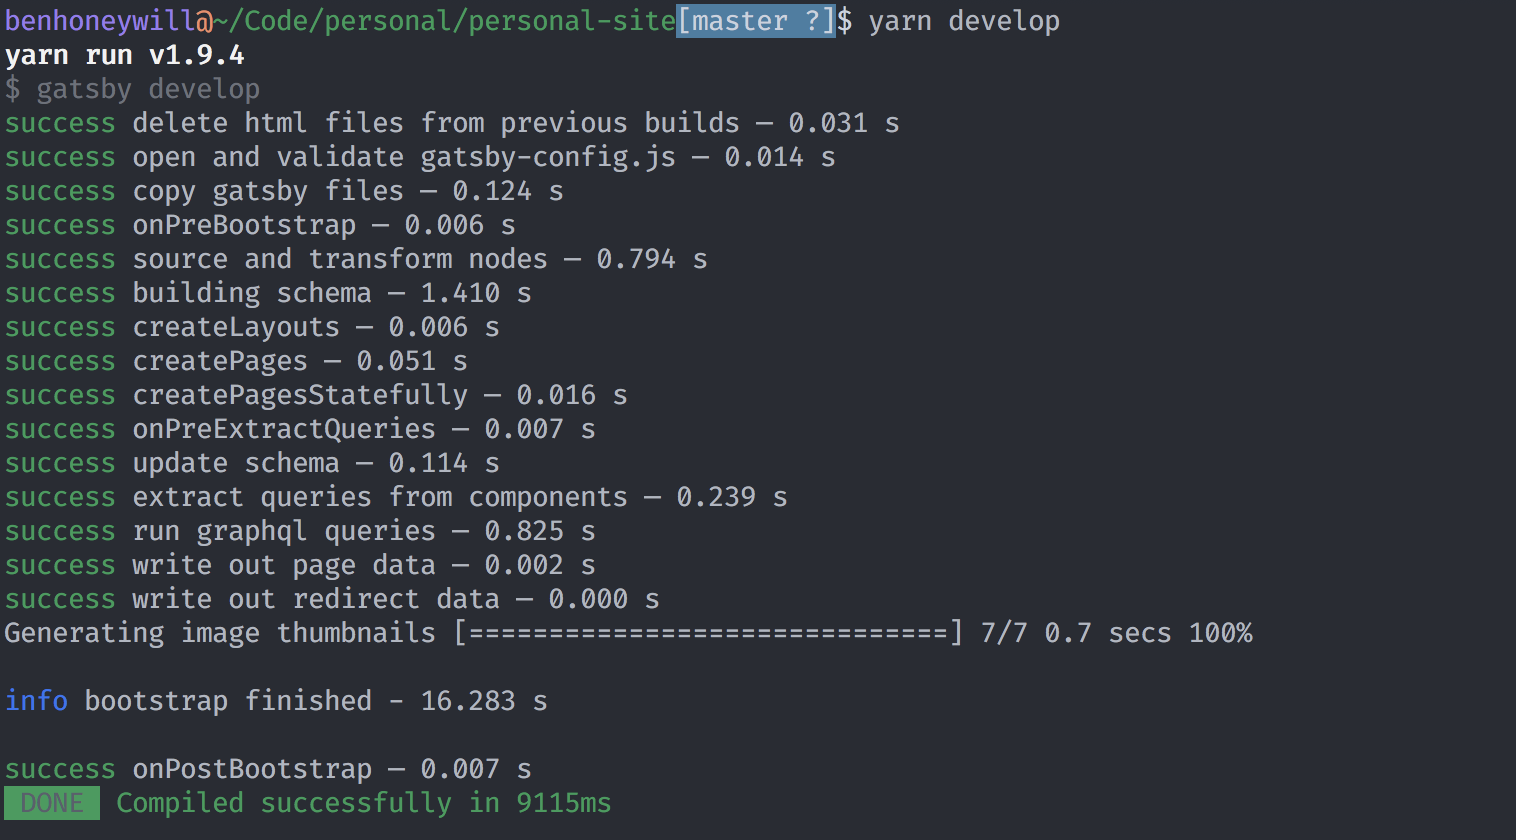 benhoneywill@~/Code/personal/personal-site[master ?]$ yarn develop
yarn run v1.9.4
$ gatsby develop
success delete html files from previous builds — 0.031 s
success open and validate gatsby-config.js — 0.014 s
success copy gatsby files — 0.124 s
success onPreBootstrap — 0.006 s
success source and transform nodes — 0.794 s
success building schema — 1.410 s
success createLayouts — 0.006 s
success createPages — 0.051 s
success createPagesStatefully — 0.016 s
success onPreExtractQueries — 0.007 s
success update schema — 0.114 s
success extract queries from components — 0.239 s
success run graphql queries — 0.825 s
success write out page data — 0.002 s
success write out redirect data — 0.000 s
Generating image thumbnails [==============================] 7/7 0.7 secs 100%
info bootstrap finished - 16.283 s
success onPostBootstrap — 0.007 s
DONE Compiled successfully in 9115ms